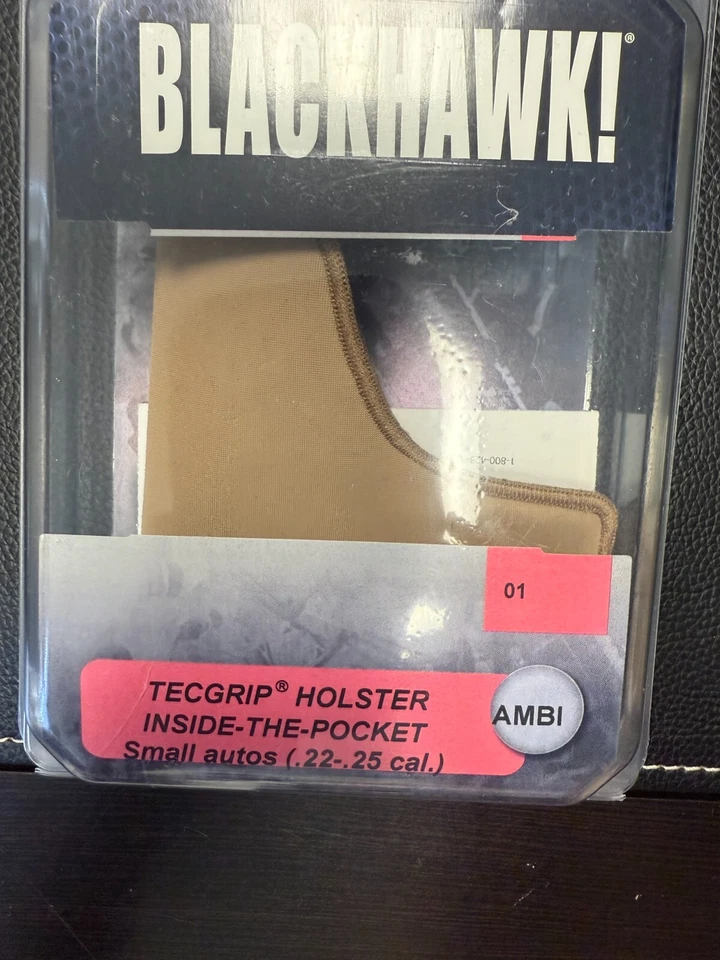 BLACKHAWK!®
01
TECGRIP® HOLSTER
INSIDE-THE-POCKET
Small autos (.22-.25 cal.)
AMBI